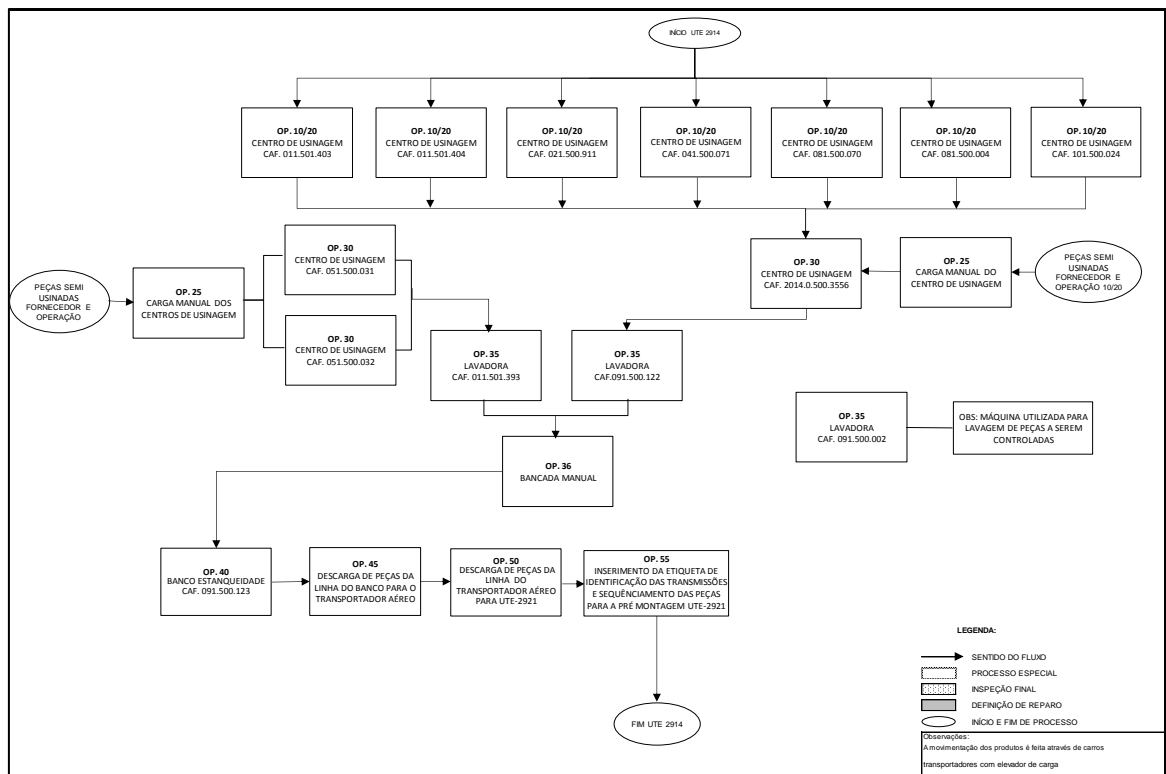 INÍCIO UTE 2914
OP. 10/20
CENTRO DE USINAGEM
CAF. 011.501.403
OP. 10/20
CENTRO DE USINAGEM
CAF. 011.501.404
OP. 10/20
CENTRO DE USINAGEM
CAF. 021.500.911
OP. 10/20
CENTRO DE USINAGEM
CAF. 041.500.071
OP. 10/20
CENTRO DE USINAGEM
CAF. 081.500.070
OP. 10/20
CENTRO DE USINAGEM
CAF. 081.500.004
OP. 10/20
CENTRO DE USINAGEM
CAF. 101.500.024
PEÇAS SEMI
USINADAS
FORNECEDOR E
OPERAÇÃO
OP. 25
CARGA MANUAL DOS
CENTROS DE USINAGEM
OP. 30
CENTRO DE USINAGEM
CAF. 051.500.031
OP. 30
CENTRO DE USINAGEM
CAF. 051.500.032
OP. 30
CENTRO DE USINAGEM
CAF. 2014.0.500.3556
OP. 25
CARGA MANUAL DO
CENTRO DE USINAGEM
PEÇAS SEMI
USINADAS
FORNECEDOR E
OPERAÇÃO 10/20
OP. 35
LAVADORA
CAF. 011.501.393
OP. 35
LAVADORA
CAF.091.500.122
OP. 35
LAVADORA
CAF. 091.500.002
OBS: MÁQUINA UTILIZADA PARA
LAVAGEM DE PEÇAS A SEREM
CONTROLADAS
OP. 36
BANCADA MANUAL
OP. 40
BANCO ESTANQUEIDADE
CAF. 091.500.123
OP. 45
DESCARGA DE PEÇAS DA
LINHA DO BANCO PARA O
TRANSPORTADOR AÉREO
OP. 50
DESCARGA DE PEÇAS DA
LINHA DO
TRANSPORTADOR AÉREO
PARA UTE-2921
OP. 55
INSERIMENTO DA ETIQUETA DE
IDENTIFICAÇÃO DAS TRANSMISSÕES
E SEQUÊNCIAMENTO DAS PEÇAS
PARA A PRÉ MONTAGEM UTE-2921
FIM UTE 2914
LEGENDA:
SENTIDO DO FLUXO
PROCESSO ESPECIAL
INSPEÇÃO FINAL
DEFINIÇÃO DE REPARO
INÍCIO E FIM DE PROCESSO
Observações:
A movimentação dos produtos é feita através de carros
transportadores com elevador de carga